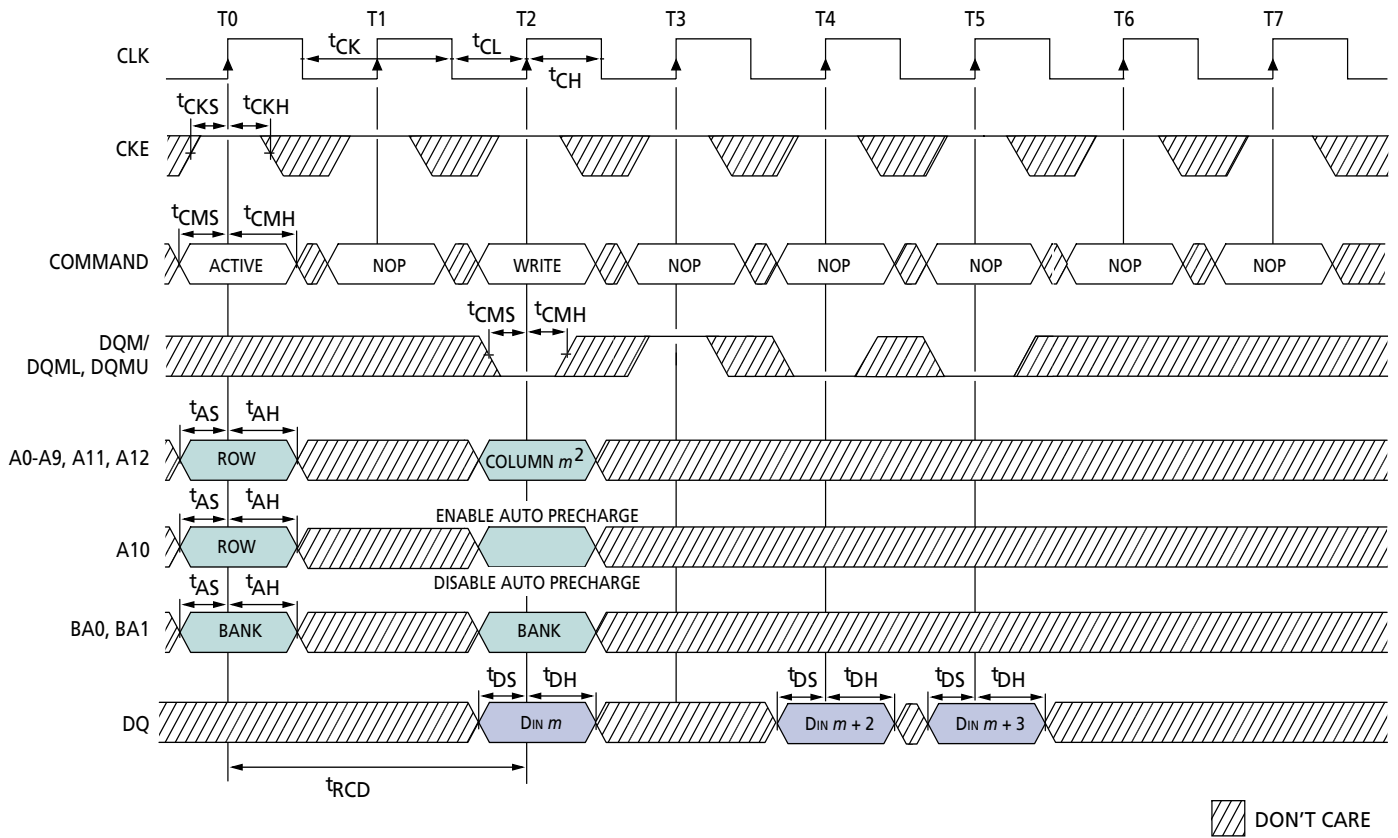 T0 T1 T2 T3 T4 T5 T6 T7
CLK
tCK tCL
tCH
tCKS tCKH
CKE
tCMS tCMH
COMMAND ACTIVE NOP WRITE NOP NOP NOP NOP NOP
tCMS tCMH
DQM/
DQML, DQMU
tAS tAH
A0-A9, A11, A12 ROW COLUMN m2
tAS tAH
ENABLE AUTO PRECHARGE
A10 ROW
DISABLE AUTO PRECHARGE
tAS tAH
BA0, BA1 BANK BANK
tDS tDH tDS tDH tDS tDH
DQ DIN m DIN m + 2 DIN m + 3
tRCD
DON'T CARE